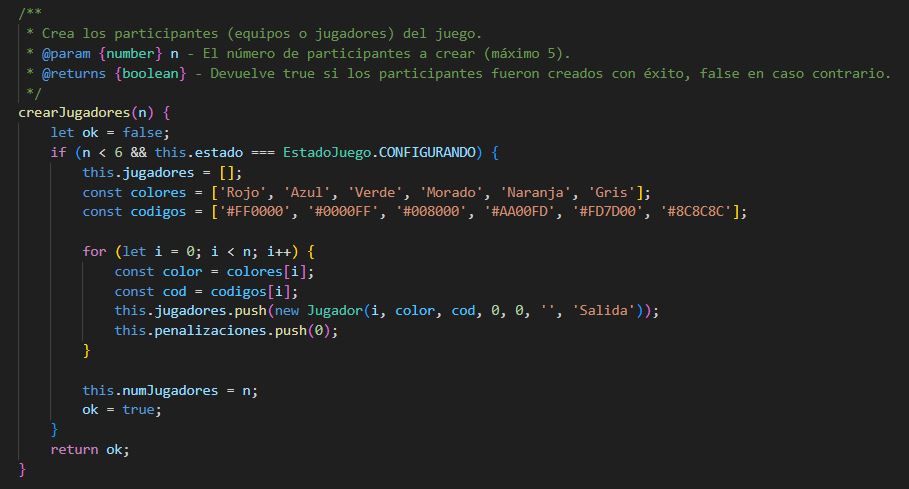 /**
 * Crea los participantes (equipos o jugadores) del juego.
 * @param {number} n - El número de participantes a crear (máximo 5).
 * @returns {boolean} - Devuelve true si los participantes fueron creados con éxito, false en caso contrario.
 */
crearJugadores(n) {
    let ok = false;
    if (n < 6 && this.estado === EstadoJuego.CONFIGURANDO) {
        this.jugadores = [];
        const colores = ['Rojo', 'Azul', 'Verde', 'Morado', 'Naranja', 'Gris'];
        const codigos = ['#FF0000', '#0000FF', '#008000', '#AA00FD', '#FD7D00', '#8C8C8C'];

        for (let i = 0; i < n; i++) {
            const color = colores[i];
            const cod = codigos[i];
            this.jugadores.push(new Jugador(i, color, cod, 0, 0, '', 'Salida'));
            this.penalizaciones.push(0);
        }

        this.numJugadores = n;
        ok = true;
    }
    return ok;
}